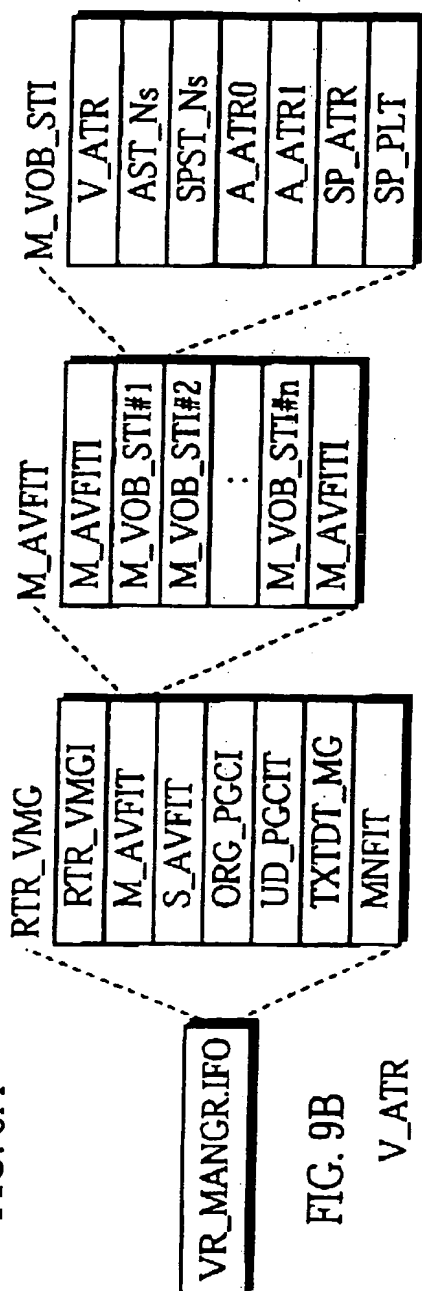 VR_MANGR.IFO
RTR_VMG
RTR_VMGI
M_AVFIT
S_AVFIT
ORG_PGCI
UD_PGCIT
TXTDT_MG
MNFIT
M_AVFIT
M_AVFITI
M_VOB_STI#1
M_VOB_STI#2
:
M_VOB_STI#n
M_AVFITI
M_VOB_STI
V_ATR
AST_Ns
SPST_Ns
A_ATR0
A_ATR1
SP_ATR
SP_PLT
FIG. 9B
V_ATR